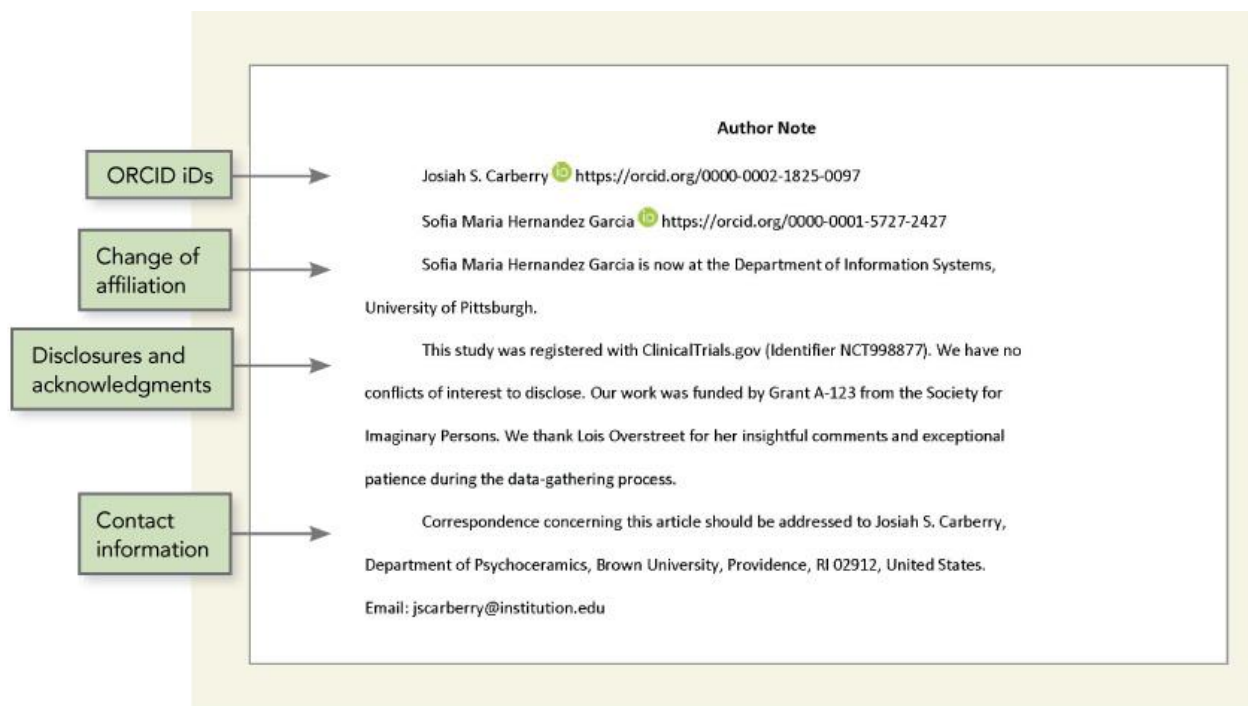 Author Note
ORCID iDs
Josiah S. Carberry iD https://orcid.org/0000-0002-1825-0097
Sofia Maria Hernandez Garcia iD https://orcid.org/0000-0001-5727-2427
Change of
affiliation
Sofia Maria Hernandez Garcia is now at the Department of Information Systems,
University of Pittsburgh.
Disclosures and
acknowledgments
This study was registered with ClinicalTrials.gov (Identifier NCT998877). We have no
conflicts of interest to disclose. Our work was funded by Grant A-123 from the Society for
Imaginary Persons. We thank Lois Overstreet for her insightful comments and exceptional
patience during the data-gathering process.
Contact
information
Correspondence concerning this article should be addressed to Josiah S. Carberry,
Department of Psychoceramics, Brown University, Providence, RI 02912, United States.
Email: jscarberry@institution.edu